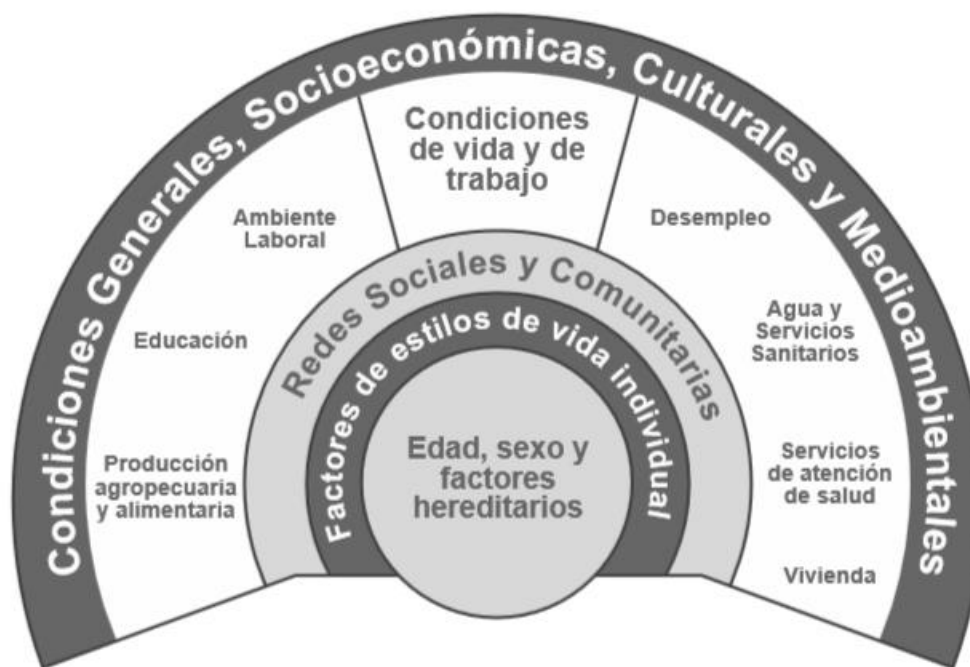 Condiciones Generales, Socioeconómicas, Culturales y Medioambientales
Condiciones
de vida y de
trabajo
Ambiente
Laboral
Desempleo
Educación
Agua y
Servicios
Sanitarios
Producción
agropecuaria
y alimentaria
Servicios
de atención
de salud
Vivienda
Redes Sociales y Comunitarias
Factores de estilos de vida individual
Edad, sexo y
factores
hereditarios